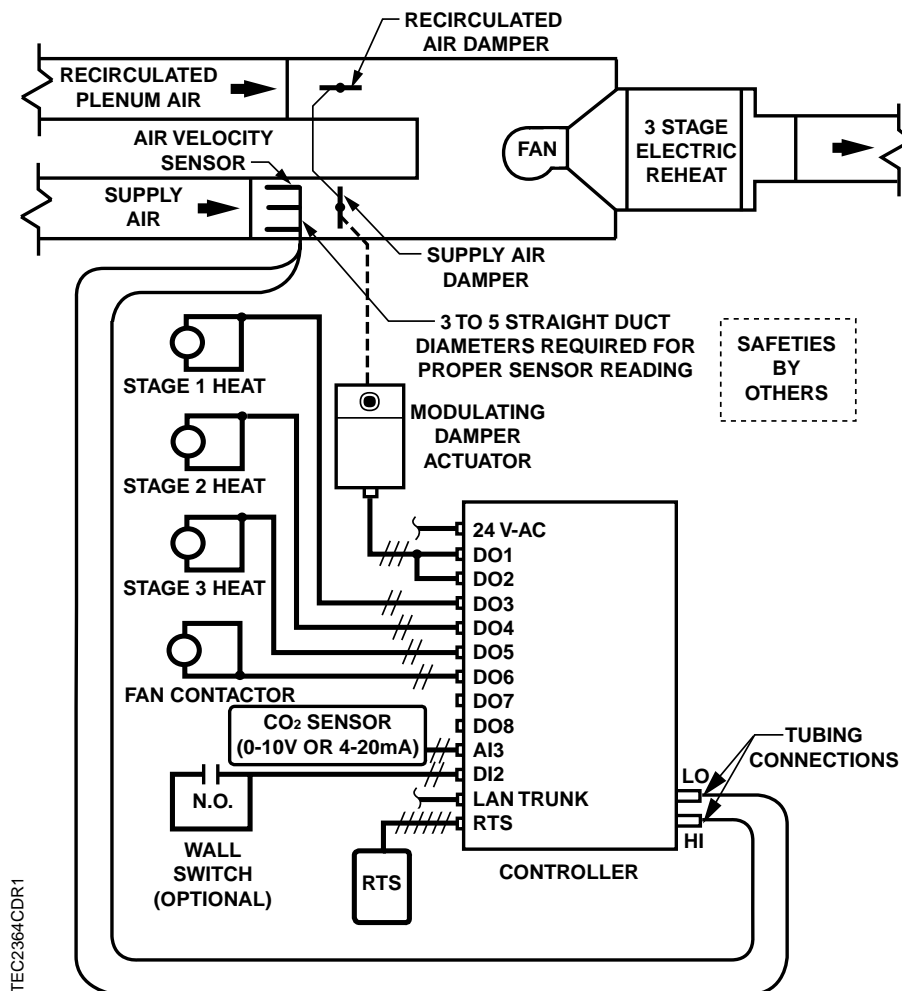 RECIRCULATED
AIR DAMPER
RECIRCULATED
PLENUM AIR
AIR VELOCITY
SENSOR
FAN
3 STAGE
ELECTRIC
REHEAT
SUPPLY
AIR
SUPPLY AIR
DAMPER
3 TO 5 STRAIGHT DUCT
DIAMETERS REQUIRED FOR
PROPER SENSOR READING
SAFETIES
BY
OTHERS
STAGE 1 HEAT
MODULATING
DAMPER
ACTUATOR
STAGE 2 HEAT
STAGE 3 HEAT
FAN CONTACTOR
24 V-AC
DO1
DO2
DO3
DO4
DO5
DO6
DO7
DO8
AI3
DI2
LAN TRUNK
RTS
CO₂ SENSOR
(0-10V OR 4-20mA)
N.O.
WALL
SWITCH
(OPTIONAL)
RTS
CONTROLLER
LO
HI
TUBING
CONNECTIONS
TEC2364CDR1